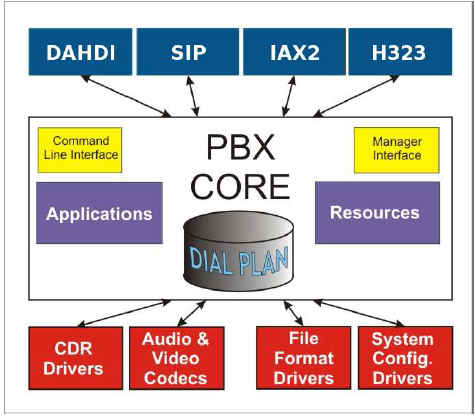 DAHDI
SIP
IAX2
H323
Command
Line Interface
PBX
CORE
Manager
Interface
Applications
Resources
DIAL PLAN
CDR
Drivers
Audio &
Video
Codecs
File
Format
Drivers
System
Config.
Drivers